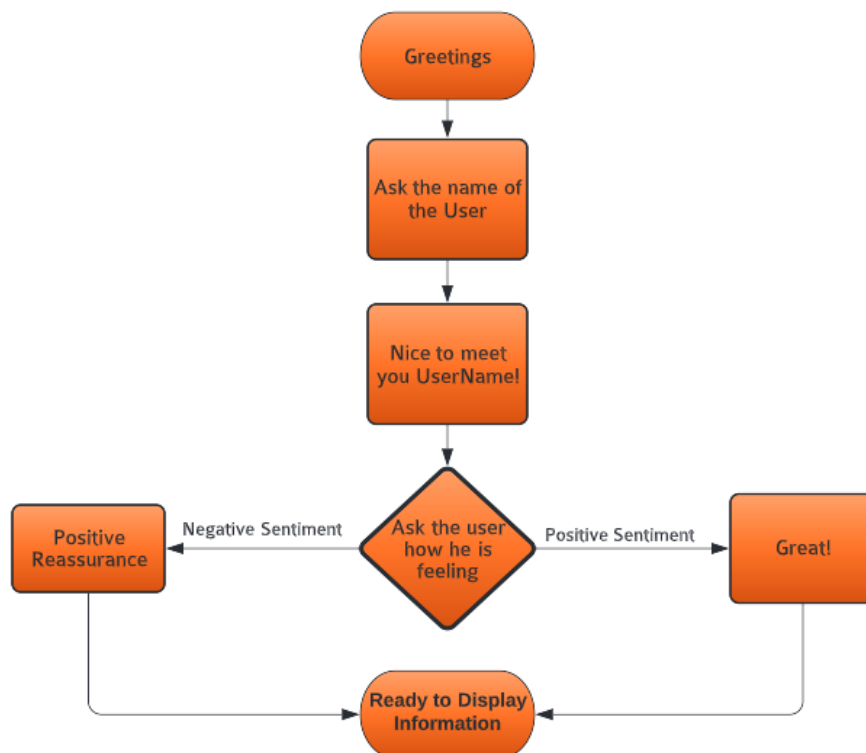 Greetings
Ask the name of
the User
Nice to meet
you UserName!
Ask the user
how he is
feeling
Negative Sentiment
Positive Sentiment
Positive
Reassurance
Great!
Ready to Display
Information